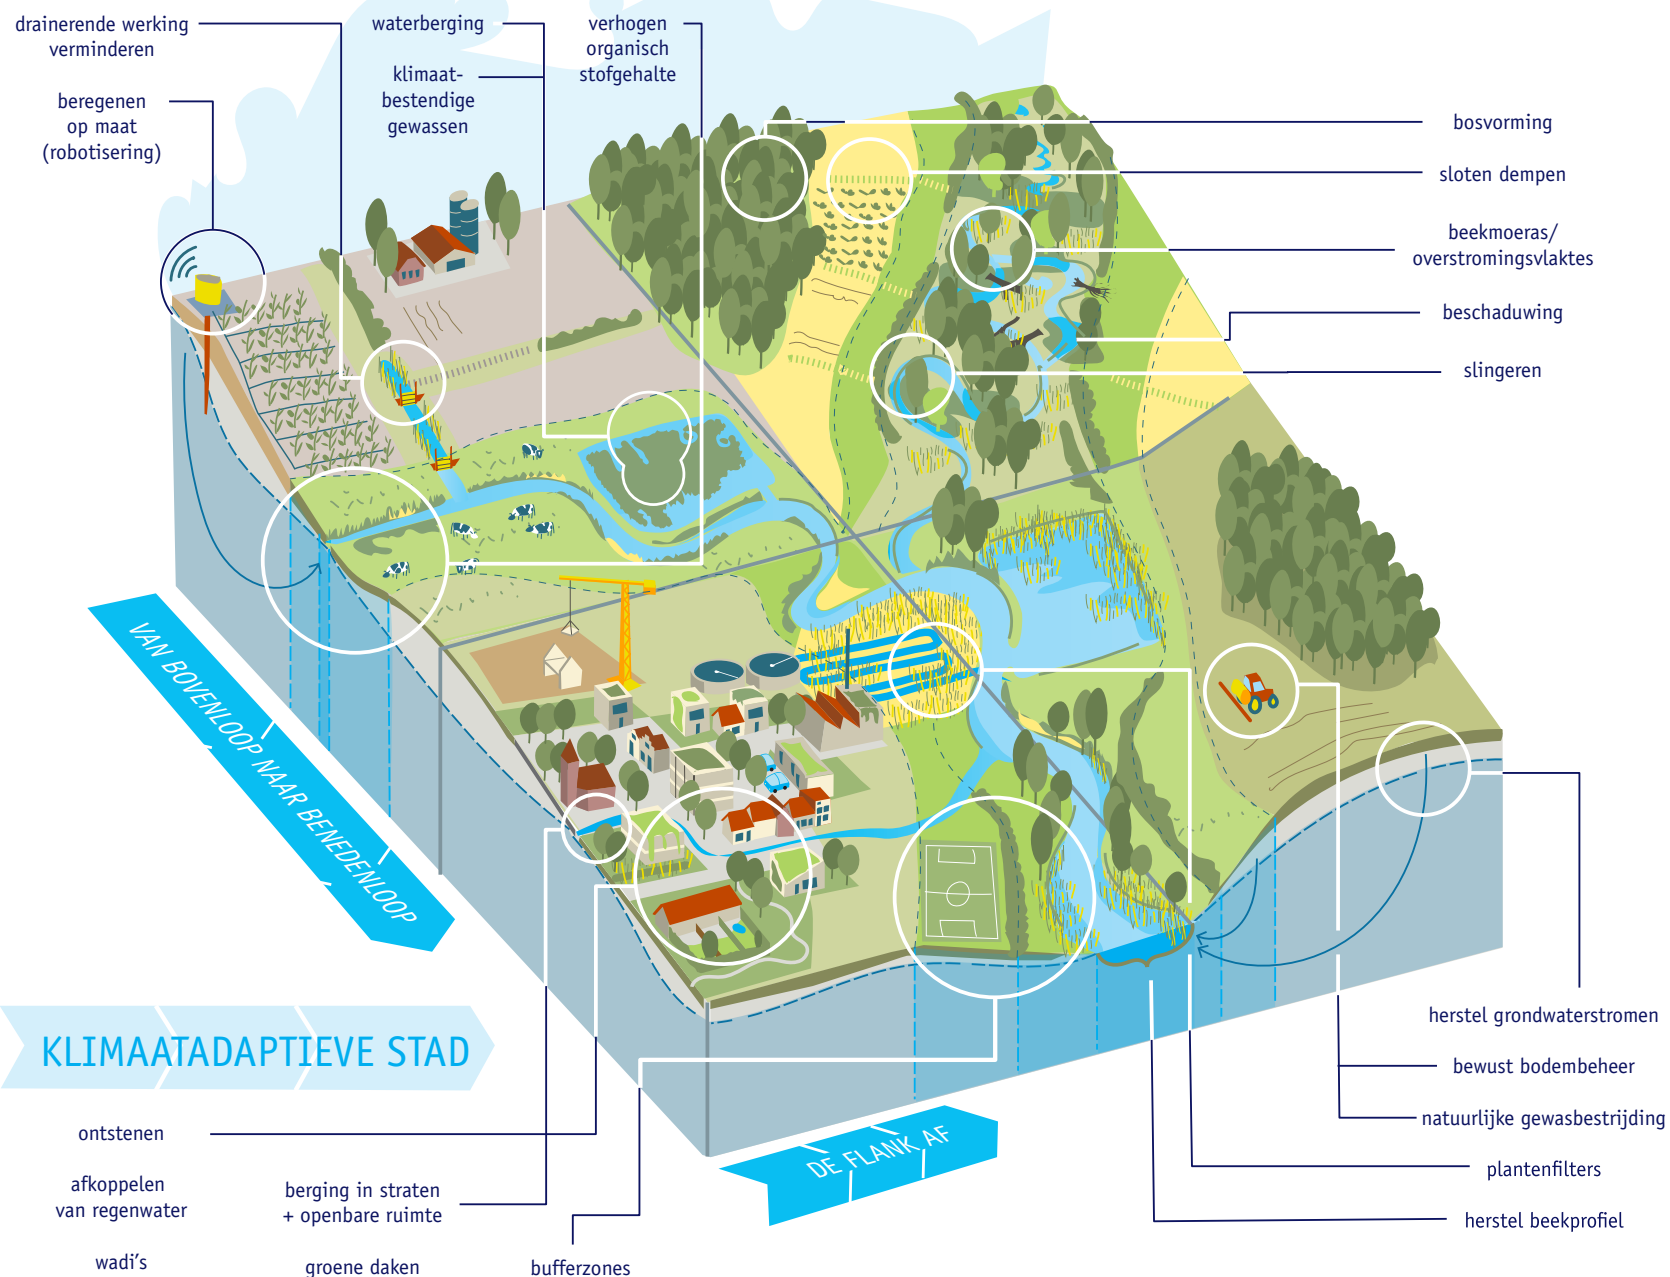 drainerende werking
verminderen
beregenen
op maat
(robotisering)
waterberging
klimaat-
bestendige
gewassen
verhogen
organisch
stofgehalte
bosvorming
sloten dempen
beekmoeras/
overstromingsvlaktes
beschaduwing
slingeren
VAN BOVENLOOP NAAR BENEDENLOOP
KLIMAATADAPTIEVE STAD
DE FLANK AF
herstel grondwaterstromen
bewust bodembeheer
natuurlijke gewasbestrijding
plantenfilters
herstel beekprofiel
ontstenen
afkoppelen
van regenwater
wadi's
berging in straten
+ openbare ruimte
groene daken
bufferzones